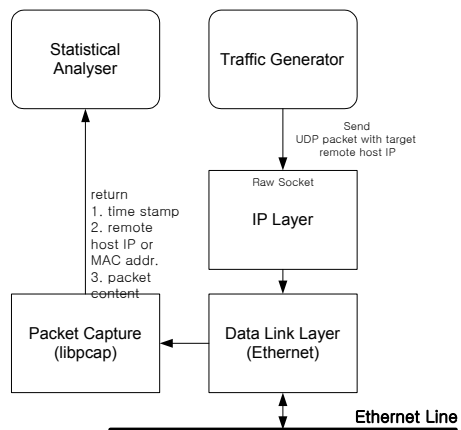 Statistical
Analyser
Traffic Generator
Send
UDP packet with target
remote host IP
Raw Socket
IP Layer
return
1. time stamp
2. remote
host IP or
MAC addr.
3. packet
content
Packet Capture
(libpcap)
Data Link Layer
(Ethernet)
Ethernet Line